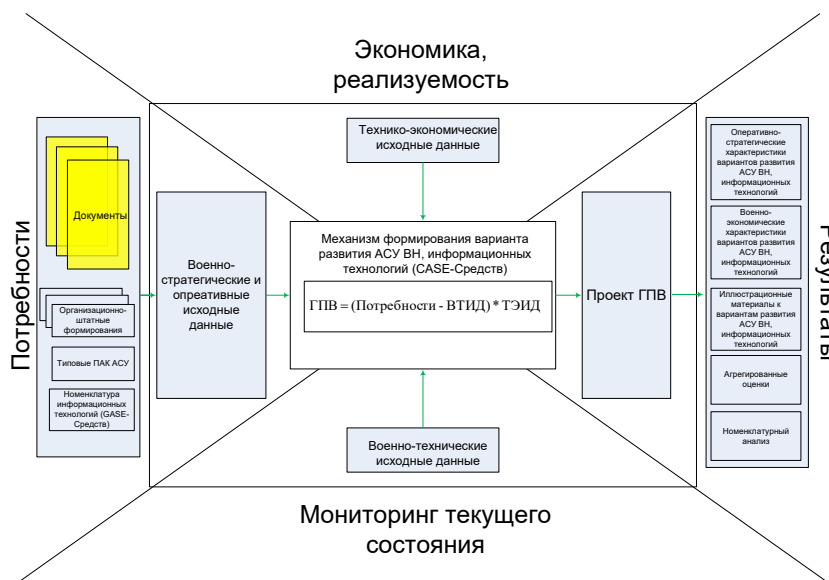 Экономика,
реализуемость
Потребности
Документы
Организационно-
штатные
формирования
Типовые ПАК АСУ
Номенклатура
информационных
технологий (GASE-
Средств)
Военно-
стратегические и
опреативные
исходные
данные
Технико-экономические
исходные данные
Механизм формирования варианта
развития АСУ ВН, информационных
технологий (CASE-Средств)
ГПВ = (Потребности - ВТИД) * ТЭИД
Военно-технические
исходные данные
Проект ГПВ
Оперативно-
стратегические
характеристики
вариантов развития
АСУ ВН,
информационных
технологий
Военно-
экономические
характеристики
вариантов развития
АСУ ВН,
информационных
технологий
Иллюстрационные
материалы к
вариантам развития
АСУ ВН,
информационных
технологий
Агрегированные
оценки
Номенклатурный
анализ
Результаты
Мониторинг текущего
состояния